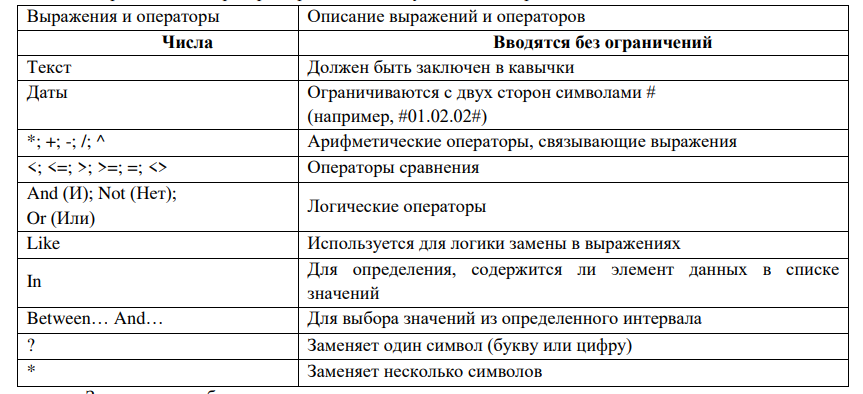 Выражения и операторы Описание выражений и операторов
Числа Вводятся без ограничений
Текст Должен быть заключен в кавычки
Даты Ограничиваются с двух сторон символами #
(например, #01.02.02#)
*; +; -; /; ^ Арифметические операторы, связывающие выражения
<; <=; >; >=; =; <> Операторы сравнения
And (И); Not (Нет);
Or (Или) Логические операторы
Like Используется для логики замены в выражениях
In Для определения, содержится ли элемент данных в списке
значений
Between… And… Для выбора значений из определенного интервала
? Заменяет один символ (букву или цифру)
* Заменяет несколько символов